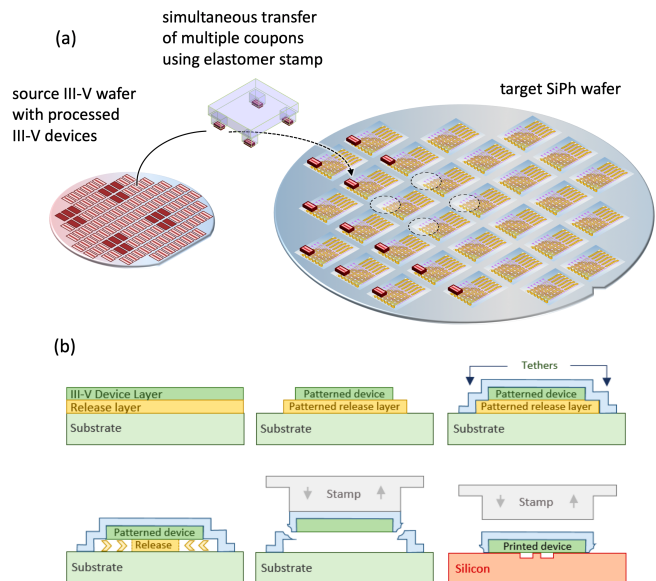 (a)
simultaneous transfer
of multiple coupons
using elastomer stamp
source III-V wafer
with processed
III-V devices
target SiPh wafer
(b)
III-V Device Layer
Release layer
Substrate
Patterned device
Patterned release layer
Substrate
Tethers
Patterned device
Patterned release layer
Substrate
Patterned device
Release
Substrate
Stamp
Substrate
Stamp
Printed device
Silicon